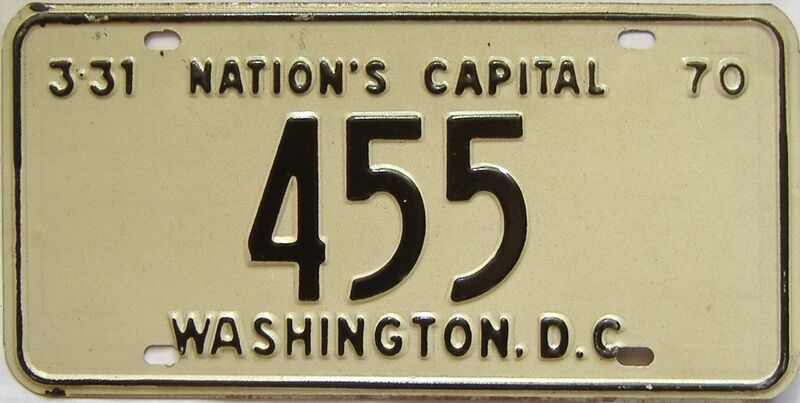 3·31 NATION'S CAPITAL 70
455
WASHINGTON. D. C